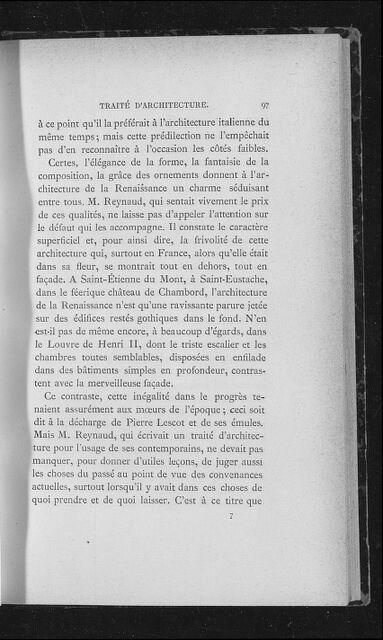 TRAITÉ D'ARCHITECTURE. 97
à ce point qu'il la préférait à l'architecture italienne du
même temps; mais cette prédilection ne l'empêchait
pas d'en reconnaître à l'occasion les côtés faibles.
Certes, l'élégance de la forme, la fantaisie de la
composition, la grâce des ornements donnent à l'ar-
chitecture de la Renaissance un charme séduisant
entre tous. M. Reynaud, qui sentait vivement le prix
de ces qualités, ne laisse pas d'appeler l'attention sur
le défaut qui les accompagne. Il constate le caractère
superficiel et, pour ainsi dire, la frivolité de cette
architecture qui, surtout en France, alors qu'elle était
dans sa fleur, se montrait tout en dehors, tout en
façade. A Saint-Étienne du Mont, à Saint-Eustache,
dans le féerique château de Chambord, l'architecture
de la Renaissance n'est qu'une ravissante parure jetée
sur des édifices restés gothiques dans le fond. N'en
est-il pas de même encore, à beaucoup d'égards, dans
le Louvre de Henri II, dont le triste escalier et les
chambres toutes semblables, disposées en enfilade
dans des bâtiments simples en profondeur, contras-
tent avec la merveilleuse façade.
Ce contraste, cette inégalité dans le progrès te-
naient assurément aux mœurs de l'époque; ceci soit
dit à la décharge de Pierre Lescot et de ses émules.
Mais M. Reynaud, qui écrivait un traité d'architec-
ture pour l'usage de ses contemporains, ne devait pas
manquer, pour donner d'utiles leçons, de juger aussi
les choses du passé au point de vue des convenances
actuelles, surtout lorsqu'il y avait dans ces choses de
quoi prendre et de quoi laisser. C'est à ce titre que
7